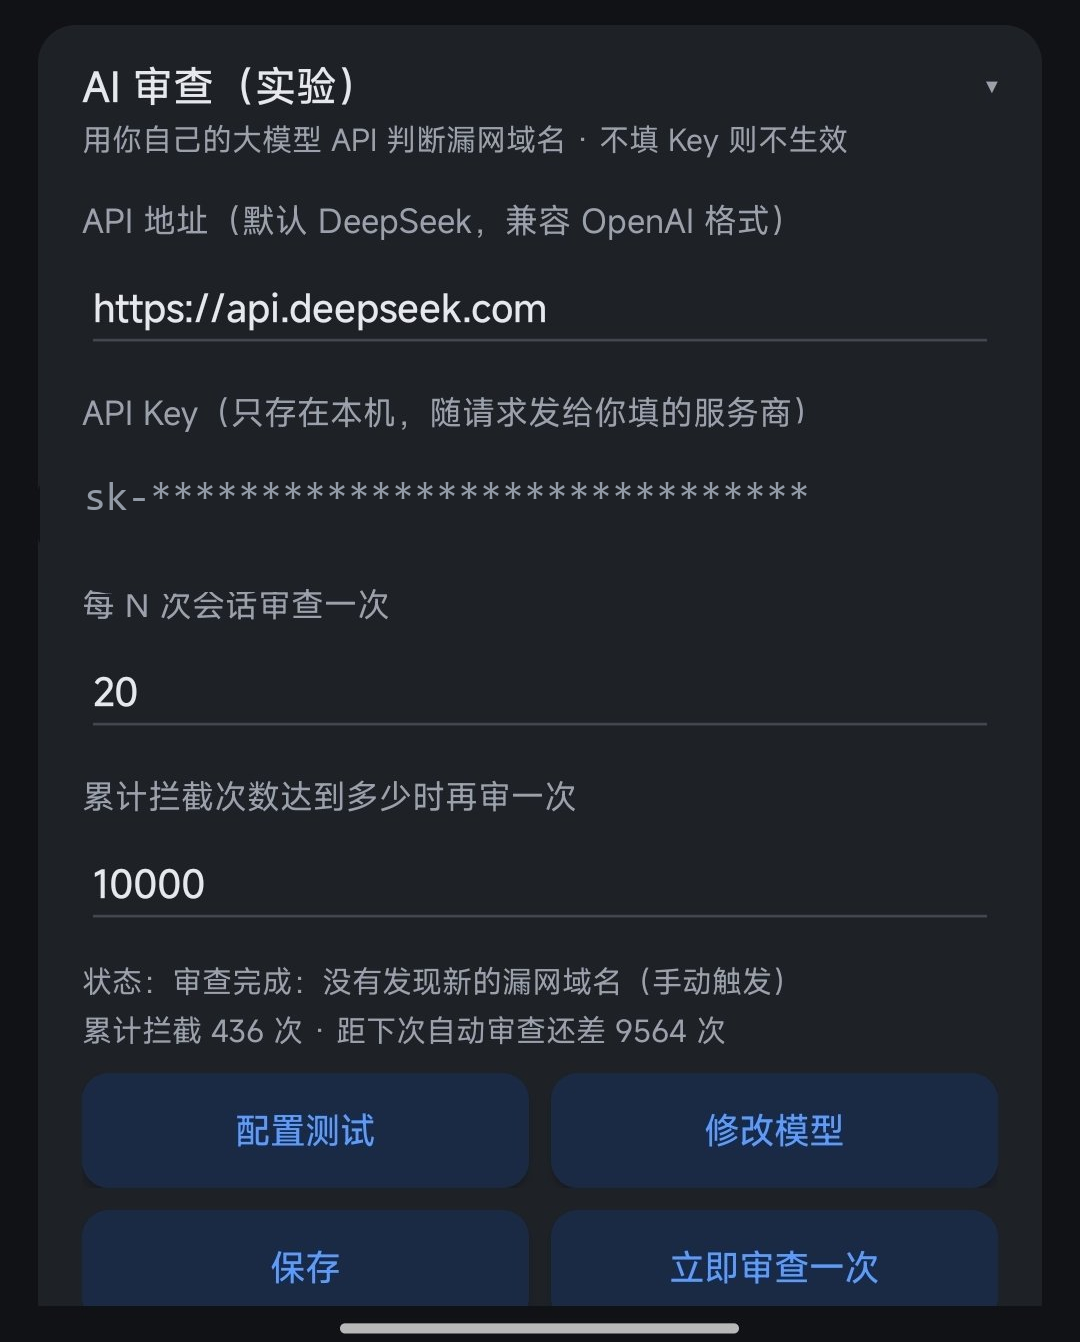 AI 审查（实验）
▼
用你自己的大模型 API 判断漏网域名 · 不填 Key 则不生效
API 地址（默认 DeepSeek，兼容 OpenAI 格式）
https://api.deepseek.com
API Key（只存在本机，随请求发给你填的服务商）
sk-******************************
每 N 次会话审查一次
20
累计拦截次数达到多少时再审一次
10000
状态：审查完成：没有发现新的漏网域名（手动触发）
累计拦截 436 次 · 距下次自动审查还差 9564 次
配置测试
修改模型
保存
立即审查一次